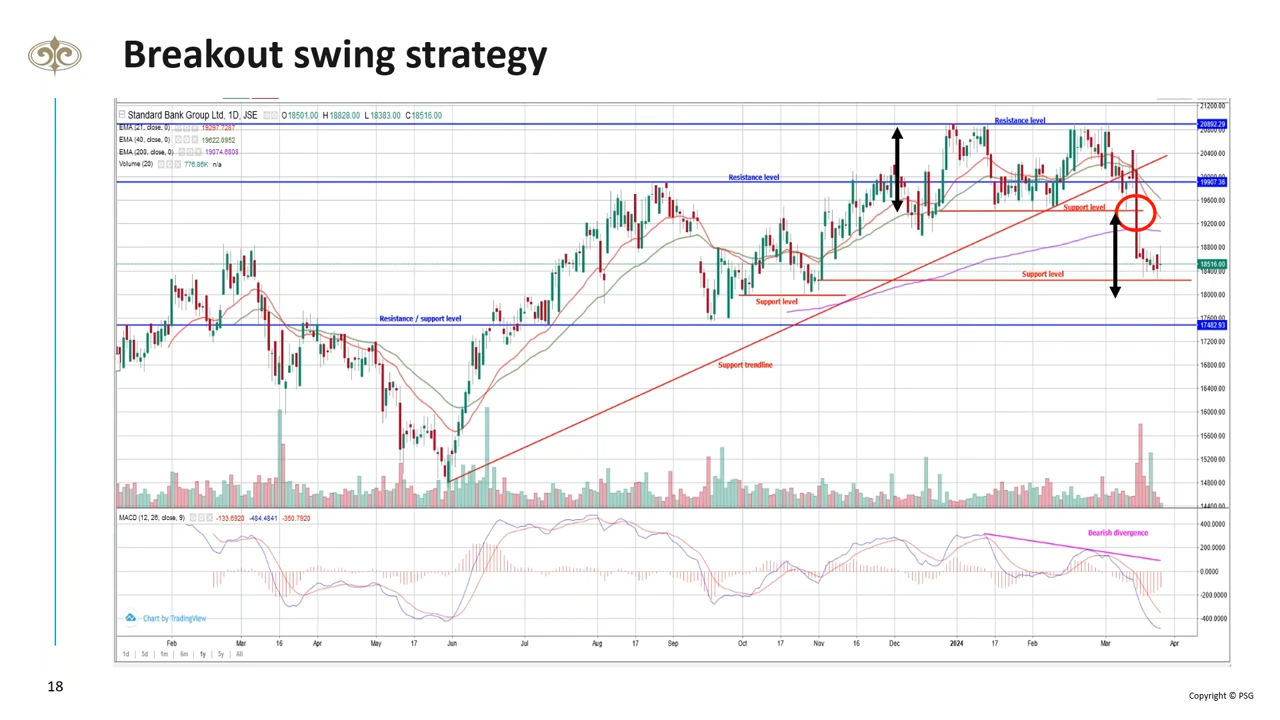 Breakout swing strategy
Standard Bank Group Ltd, 1D, JSE O18501.00 H18828.00 L18383.00 C18516.00
EMA (21, close, 0) 19297.7287
EMA (40, close, 0) 19622.0952
EMA (200, close, 0) 19074.6808
Volume (20) 776.86K n/a
Resistance level
Resistance level
Support level
Support level
Support level
Resistance / support level
Support trendline
21200.00
20892.29
20800.00
20400.00
19907.38
19600.00
19200.00
18800.00
18516.00
18400.00
18000.00
17600.00
17482.93
17200.00
16800.00
16400.00
16000.00
15600.00
15200.00
14800.00
14400.00
MACD (12, 26, close, 9) -133.6920 -484.4841 -350.7920
Bearish divergence
400.0000
200.0000
0.0000
-200.0000
-400.0000
Chart by TradingView
Feb Mar 16 Apr May 17 Jun Jul Aug 17 Sep Oct 17 Nov 16 Dec 2024 17 Feb Mar Apr
1d 5d 1m 6m 1y 5y All
18
Copyright © PSG